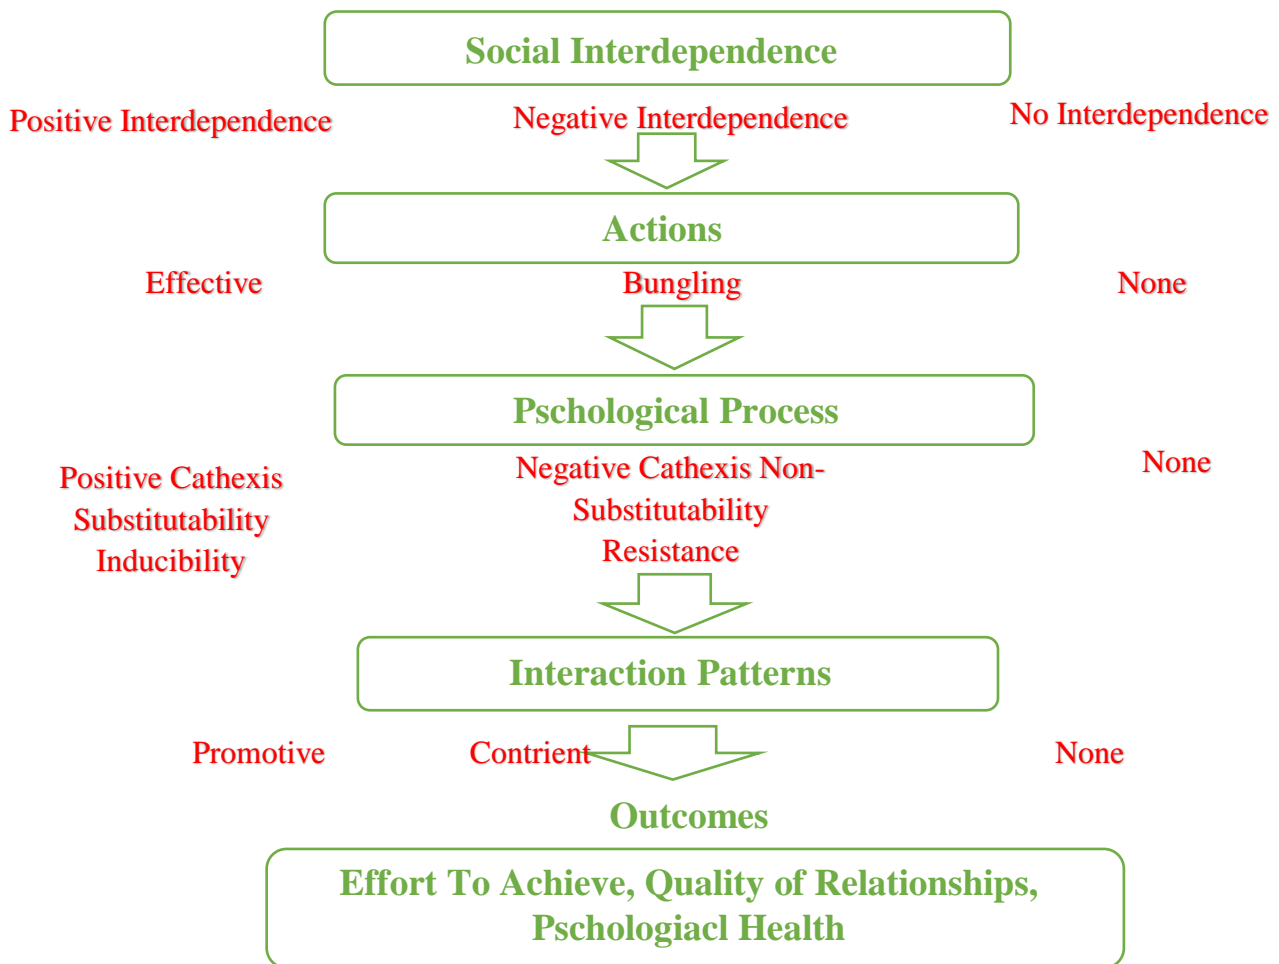 Social Interdependence
Positive Interdependence
Negative Interdependence
No Interdependence
Actions
Effective
Bungling
None
Pschological Process
Positive Cathexis
Substitutability
Inducibility
Negative Cathexis Non-
Substitutability
Resistance
None
Interaction Patterns
Promotive
Contrient
None
Outcomes
Effort To Achieve, Quality of Relationships,
Pschologiacl Health